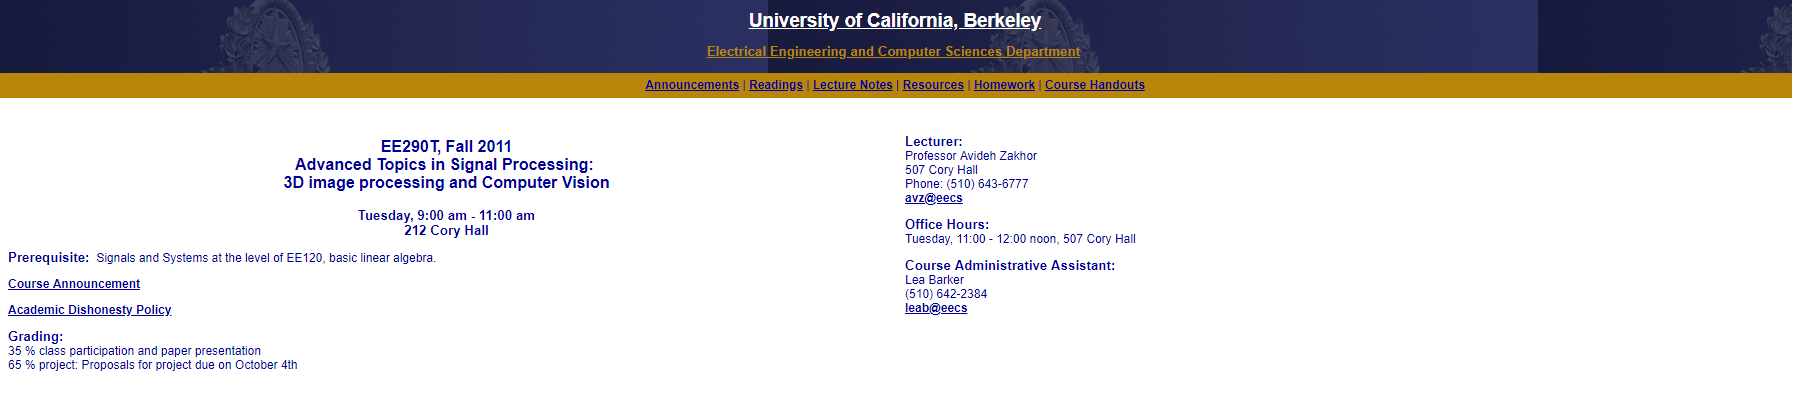 University of California, Berkeley
Electrical Engineering and Computer Sciences Department
Announcements | Readings | Lecture Notes | Resources | Homework | Course Handouts
EE290T, Fall 2011
Advanced Topics in Signal Processing:
3D image processing and Computer Vision
Tuesday, 9:00 am - 11:00 am
212 Cory Hall
Prerequisite: Signals and Systems at the level of EE120, basic linear algebra.
Course Announcement
Academic Dishonesty Policy
Grading:
35 % class participation and paper presentation
65 % project: Proposals for project due on October 4th
Lecturer:
Professor Avideh Zakhor
507 Cory Hall
Phone: (510) 643-6777
avz@eecs
Office Hours:
Tuesday, 11:00 - 12:00 noon, 507 Cory Hall
Course Administrative Assistant:
Lea Barker
(510) 642-2384
leab@eecs